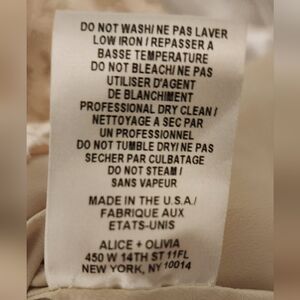 DO NOT WASH/ NE PAS LAVER
LOW IRON / REPASSER A
BASSE TEMPERATURE
DO NOT BLEACH/ NE PAS
UTILISER D'AGENT
DE BLANCHIMENT
PROFESSIONAL DRY CLEAN /
NETTOYAGE A SEC PAR
UN PROFESSIONNEL
DO NOT TUMBLE DRY/ NE PAS
SECHER PAR CULBATAGE
DO NOT STEAM /
SANS VAPEUR
MADE IN THE U.S.A./
FABRIQUE AUX
ETATS-UNIS
ALICE + OLIVIA
450 W 14TH ST 11FL
NEW YORK, NY 10014